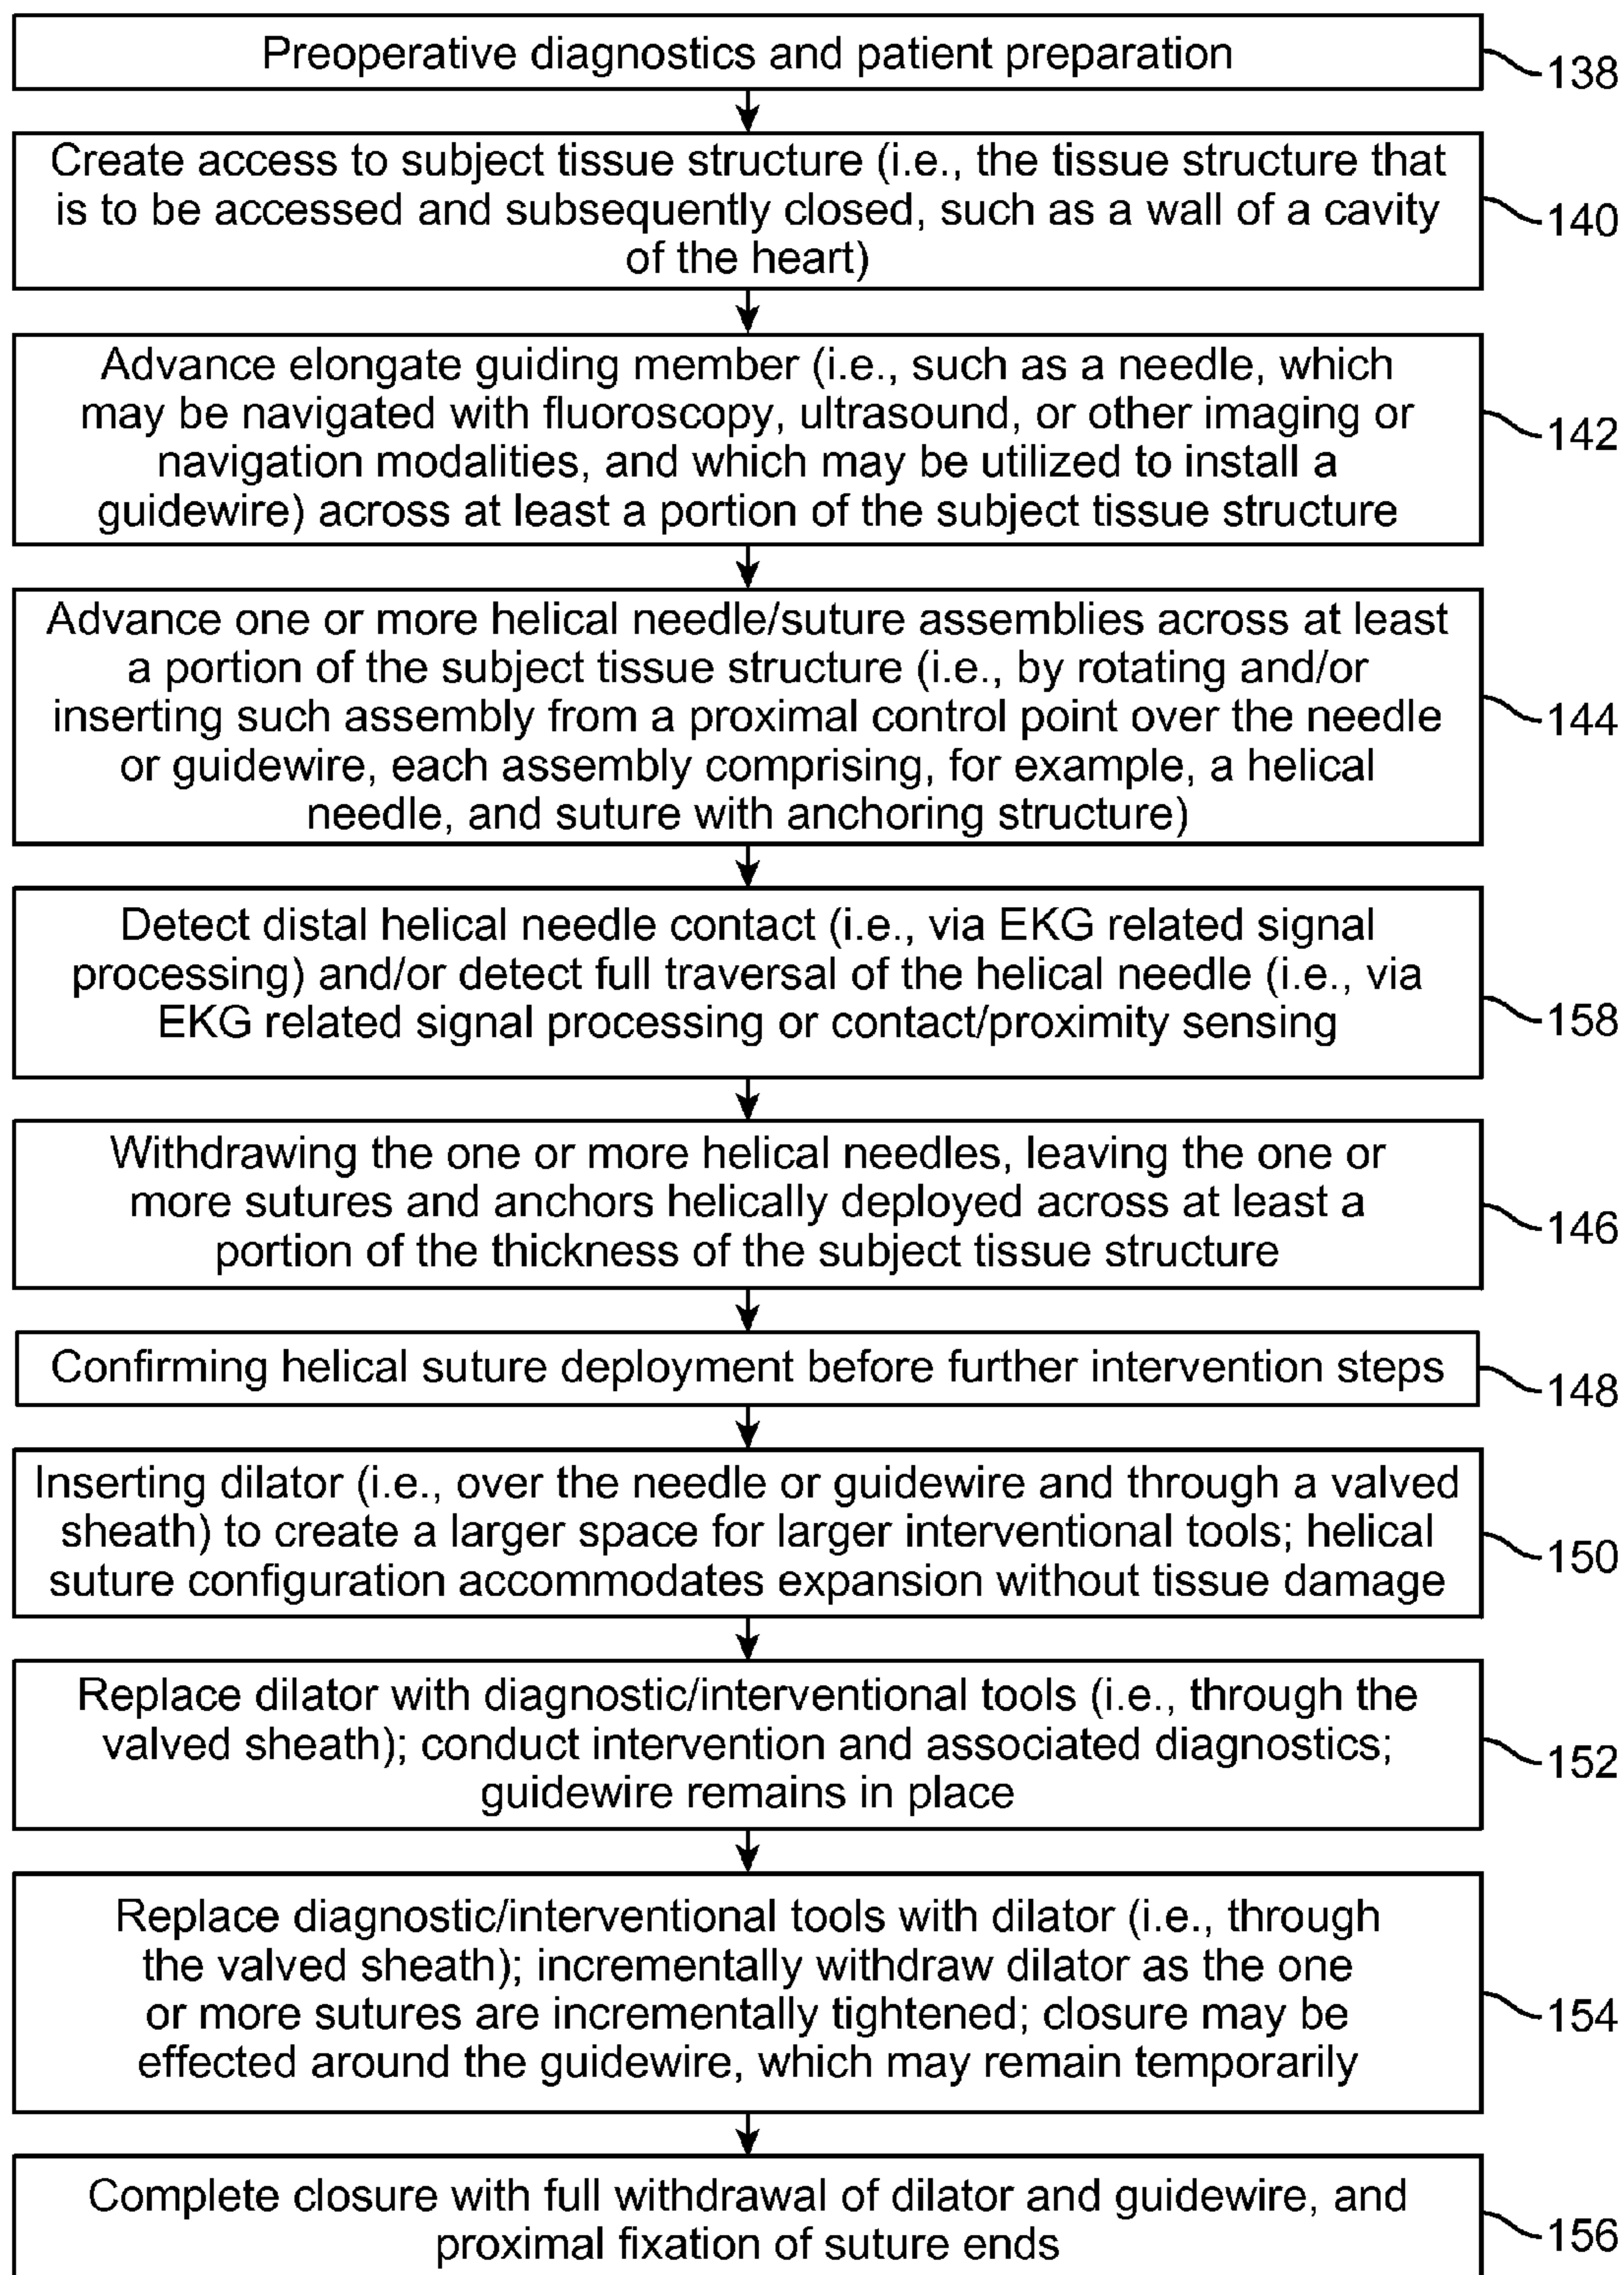 Preoperative diagnostics and patient preparation
138
Create access to subject tissue structure (i.e., the tissue structure that
is to be accessed and subsequently closed, such as a wall of a cavity
of the heart)
140
Advance elongate guiding member (i.e., such as a needle, which
may be navigated with fluoroscopy, ultrasound, or other imaging or
navigation modalities, and which may be utilized to install a
guidewire) across at least a portion of the subject tissue structure
142
Advance one or more helical needle/suture assemblies across at least
a portion of the subject tissue structure (i.e., by rotating and/or
inserting such assembly from a proximal control point over the needle
or guidewire, each assembly comprising, for example, a helical
needle, and suture with anchoring structure)
144
Detect distal helical needle contact (i.e., via EKG related signal
processing) and/or detect full traversal of the helical needle (i.e., via
EKG related signal processing or contact/proximity sensing
158
Withdrawing the one or more helical needles, leaving the one or
more sutures and anchors helically deployed across at least a
portion of the thickness of the subject tissue structure
146
Confirming helical suture deployment before further intervention steps
148
Inserting dilator (i.e., over the needle or guidewire and through a valved
sheath) to create a larger space for larger interventional tools; helical
suture configuration accommodates expansion without tissue damage
150
Replace dilator with diagnostic/interventional tools (i.e., through the
valved sheath); conduct intervention and associated diagnostics;
guidewire remains in place
152
Replace diagnostic/interventional tools with dilator (i.e., through
the valved sheath); incrementally withdraw dilator as the one
or more sutures are incrementally tightened; closure may be
effected around the guidewire, which may remain temporarily
154
Complete closure with full withdrawal of dilator and guidewire, and
proximal fixation of suture ends
156